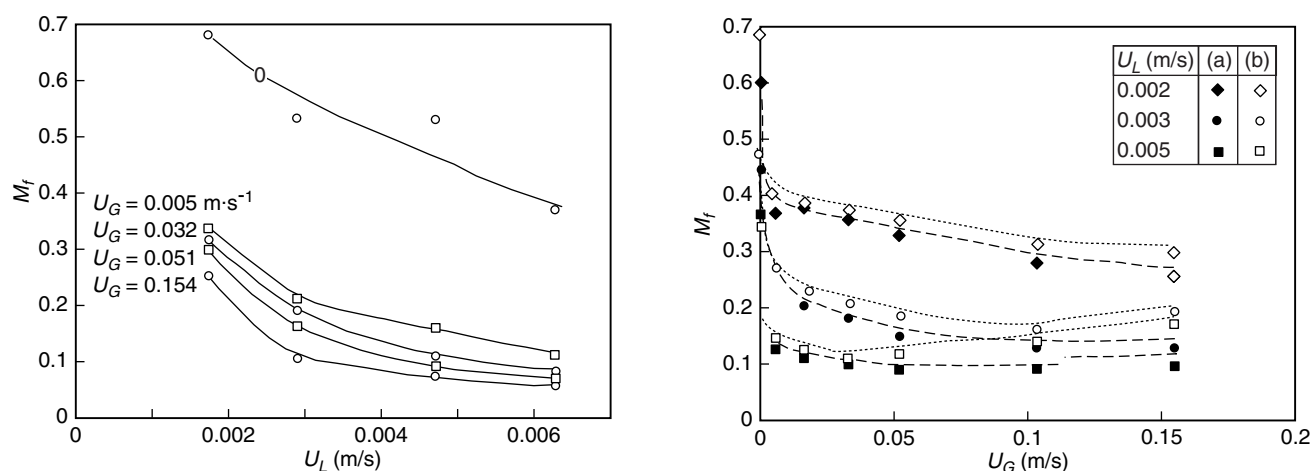 0.7
0.6
0.5
0.4
0.3
0.2
0.1
0
M_f
0
U_G = 0.005 m·s⁻¹
U_G = 0.032
U_G = 0.051
U_G = 0.154
0 0.002 0.004 0.006
U_L (m/s)
0.7
0.6
0.5
0.4
0.3
0.2
0.1
0
M_f
U_L (m/s) (a) (b)
0.002
0.003
0.005
0 0.05 0.1 0.15 0.2
U_G (m/s)